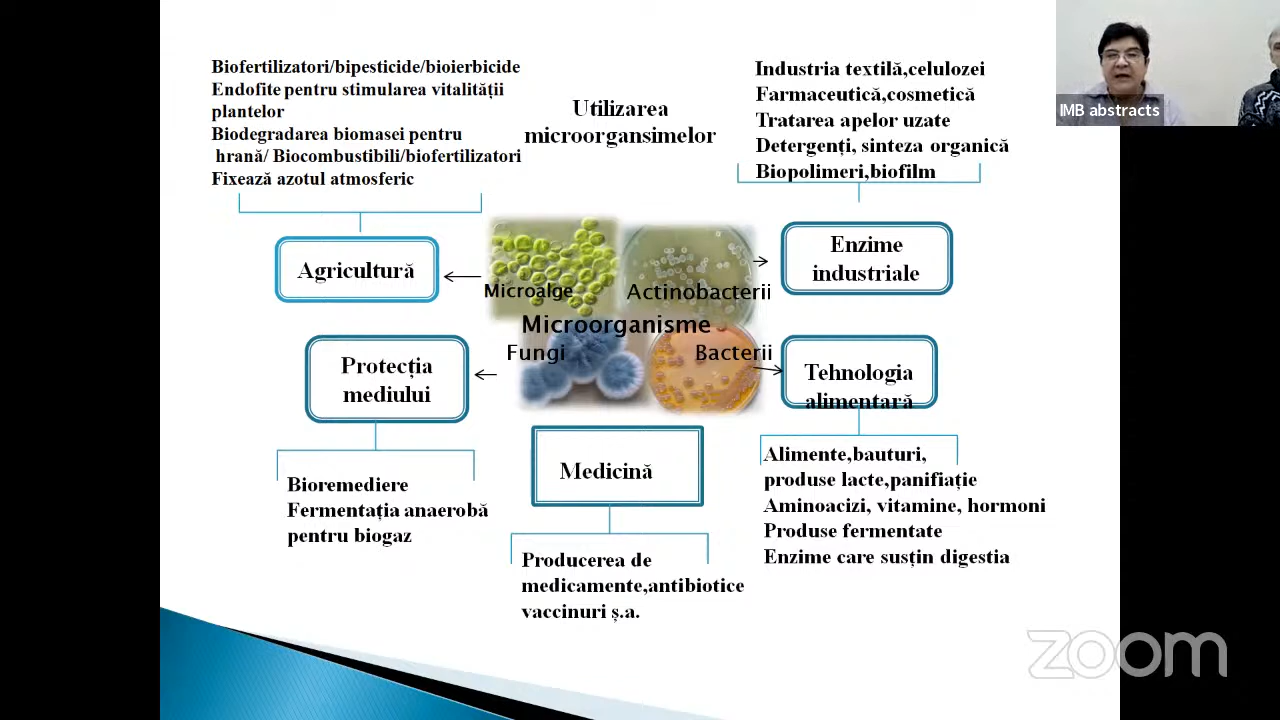 Utilizarea
microorgansimelor
Biofertilizatori/bipesticide/bioierbicide
Endofite pentru stimularea vitalității
plantelor
Biodegradarea biomasei pentru
hrană/ Biocombustibili/biofertilizatori
Fixează azotul atmosferic
Industria textilă,celulozei
Farmaceutică,cosmetică
Tratarea apelor uzate
Detergenți, sinteza organică
Biopolimeri,biofilm
IMB abstracts
Agricultură
Microalge
Actinobacterii
Enzime
industriale
Microorganisme
Fungi
Bacterii
Protecția
mediului
Tehnologia
alimentară
Medicină
Bioremediere
Fermentația anaerobă
pentru biogaz
Producerea de
medicamente,antibiotice
vaccinuri ș.a.
Alimente,bauturi,
produse lacte,panifiație
Aminoacizi, vitamine, hormoni
Produse fermentate
Enzime care susțin digestia
zoom